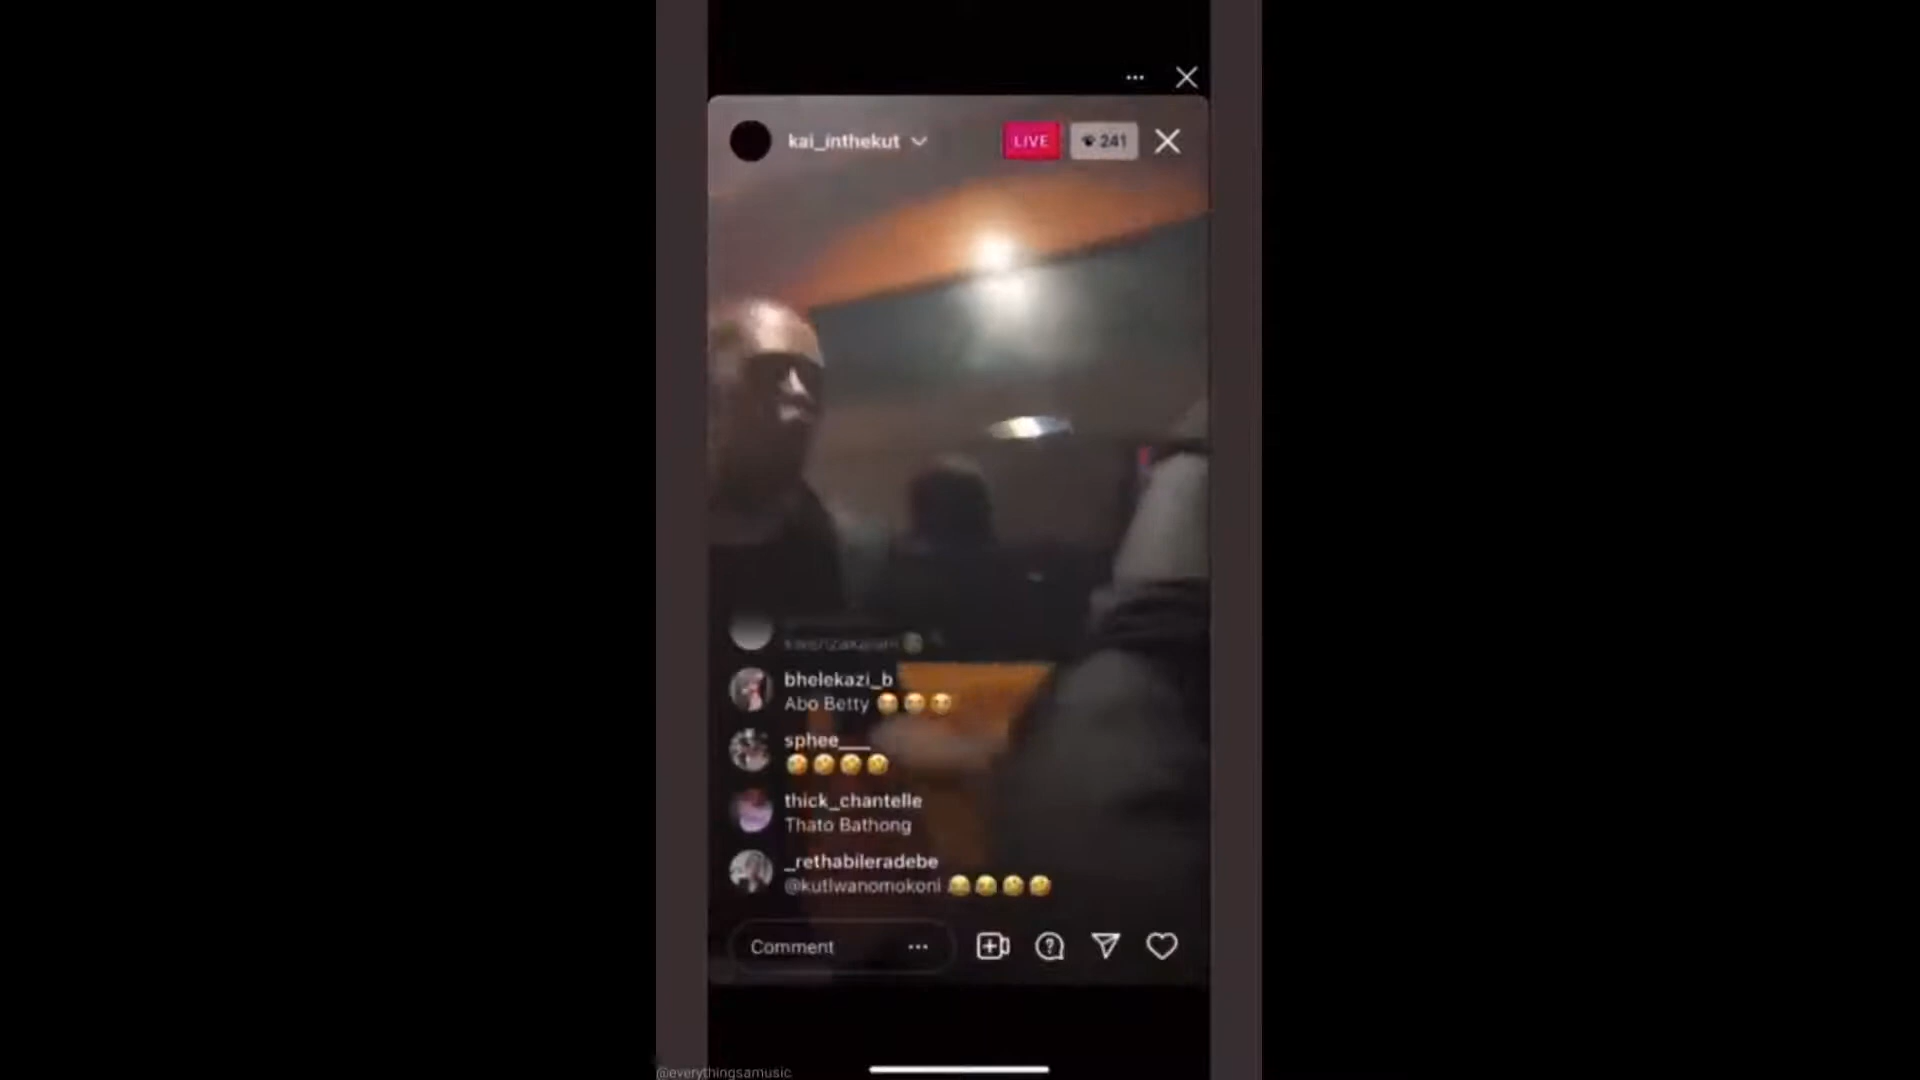 kai_inthekut
LIVE
241
bhelekazi_b
Abo Betty 😂😂😂
sphee___
🤣🤣🤣🤣
thick_chantelle
Thato Bathong
_rethabileradebe
@kutlwanomokoni 😂😂🤣🤣
Comment
@everythingsamusic